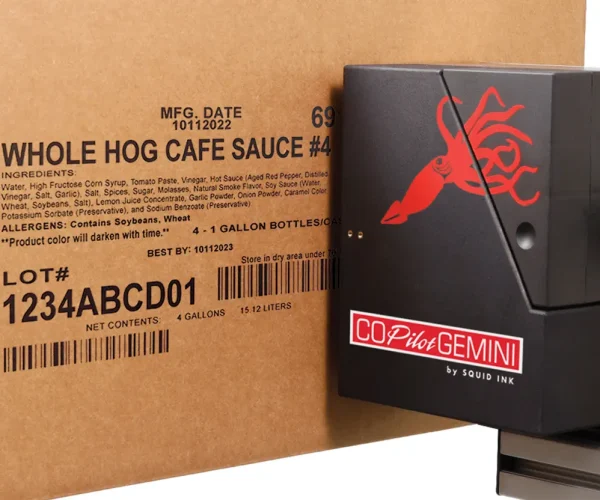 MFG. DATE
10112022
69
WHOLE HOG CAFE SAUCE #4
INGREDIENTS:
Water, High Fructose Corn Syrup, Tomato Paste, Vinegar, Hot Sauce (Aged Red Pepper, Distilled
Vinegar, Salt, Garlic), Salt, Spices, Sugar, Molasses, Natural Smoke Flavor, Soy Sauce (Water,
Wheat, Soybeans, Salt), Lemon Juice Concentrate, Garlic Powder, Onion Powder, Caramel Color,
Potassium Sorbate (Preservative), and Sodium Benzoate (Preservative)
ALLERGENS: Contains Soybeans, Wheat
**Product color will darken with time.** 4 - 1 GALLON BOTTLES/CA
BEST BY: 10112023
Store in dry area under
LOT#
1234ABCD01
NET CONTENTS: 4 GALLONS 15.12 LITERS
COPilotGEMINI
by SQUID INK